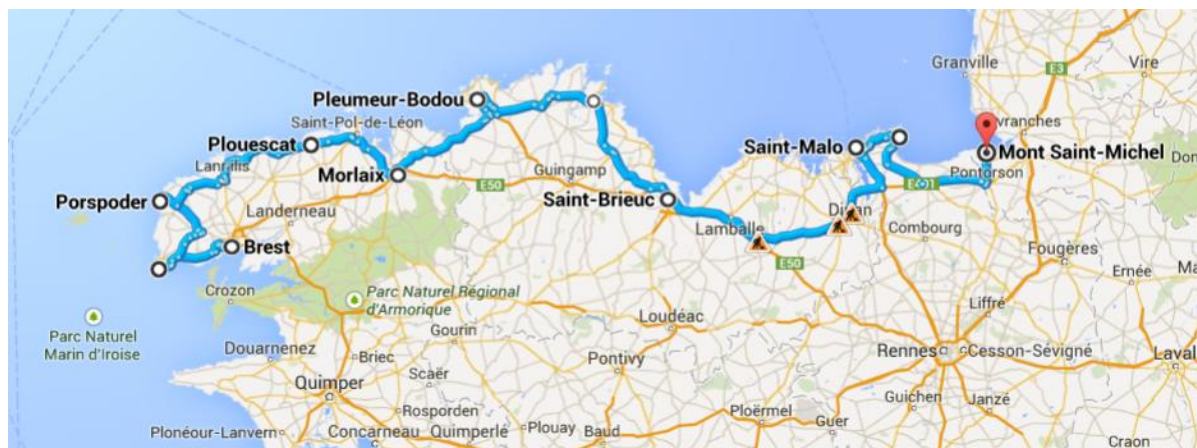 Granville
E3
Vire
Pleumeur-Bodou
vranches
Saint-Pol-de-Léon
Plouescat
Saint-Malo
Mont Saint-Michel
Don
Pontorson
Morlaix
Guingamp
E50
Porspoder
Landerneau
Saint-Brieuc
Lamballe
Combourg
Brest
Fougères
E50
Ernée
Ma
Crozon
Parc Naturel Régional
d'Armorique
Liffré
Parc Naturel
Marin d'Iroise
Loudéac
Gourin
Rennes
Cesson-Sévigné
Laval
Douarnenez
Briec
Pontivy
Scaër
Quimper
Guichen
Janzé
Rosporden
Ploërmel
Guer
Plonéour-Lanvern
Concarneau
Quimperlé
Plouay
Baud
Craon